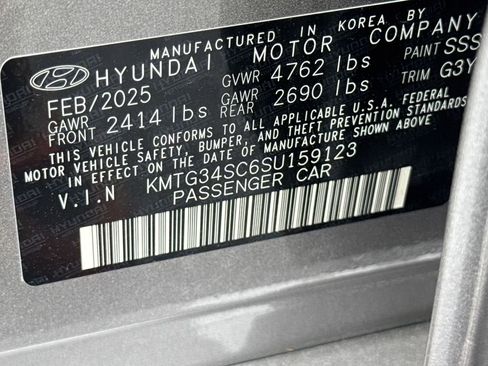 MANUFACTURED IN KOREA BY
HYUNDAI MOTOR COMPANY
FEB/2025 GVWR 4762 lbs PAINT SSS
GAWR FRONT 2414 lbs GAWR REAR 2690 lbs TRIM G3Y
THIS VEHICLE CONFORMS TO ALL APPLICABLE U.S.A. FEDERAL
MOTOR VEHICLE SAFETY, BUMPER, AND THEFT PREVENTION STANDARDS
IN EFFECT ON THE DATE OF MANUFACTURE SHOWN ABOVE.
V.I.N KMTG34SC6SU159123
PASSENGER CAR